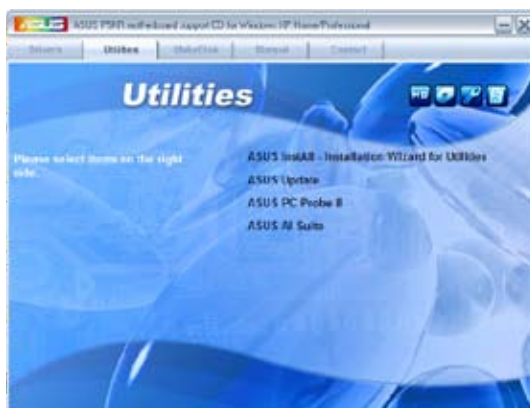 ASUS
motherboard support CD for Windows XP Home/Professional
Drivers Utilities Make Disk Manual Contact
Utilities
Please select items on the right
side.
ASUS InstAll - Installation Wizard for Utilities
ASUS Update
ASUS PC Probe II
ASUS AI Suite